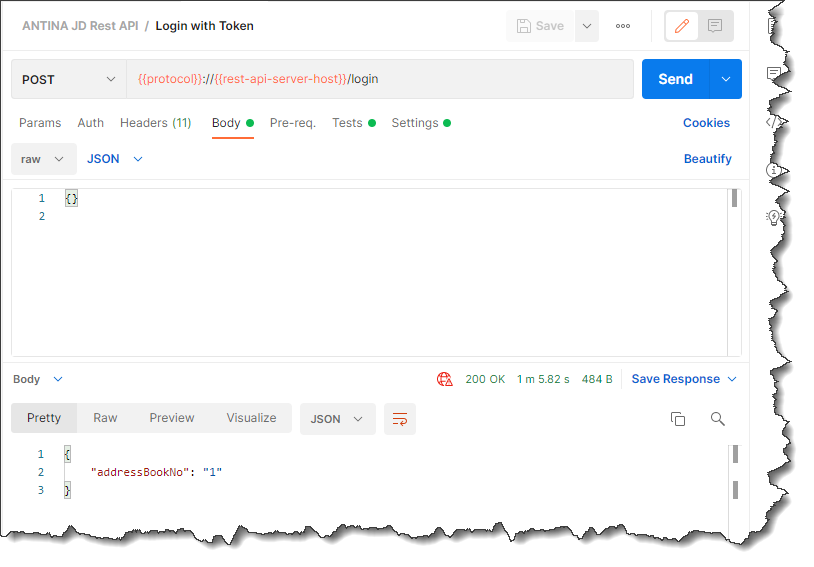 ANTINA JD Rest API / Login with Token
Save
POST {{protocol}}://{{rest-api-server-host}}/login Send
Params Auth Headers (11) Body Pre-req. Tests Settings Cookies
raw JSON Beautify
1 {}
2
Body 200 OK 1 m 5.82 s 484 B Save Response
Pretty Raw Preview Visualize JSON
1 {
2 "addressBookNo": "1"
3 }